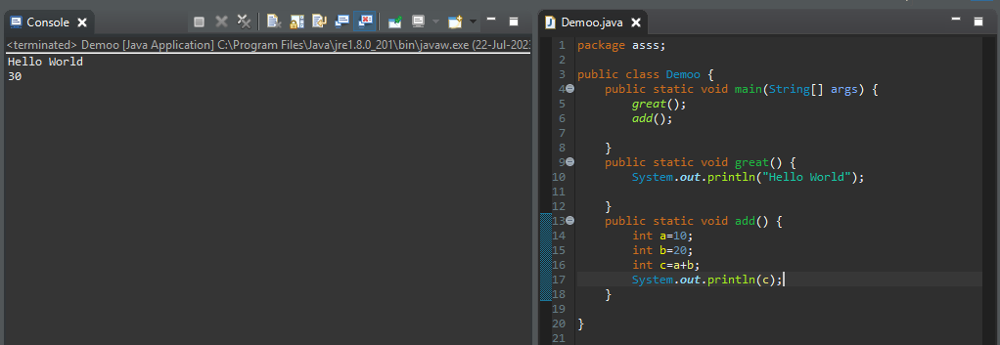 Console
<terminated> Demoo [Java Application] C:\Program Files\Java\jre1.8.0_201\bin\javaw.exe (22-Jul-202
Hello World
30
Demoo.java
1 package asss;
2
3 public class Demoo {
4 public static void main(String[] args) {
5 great();
6 add();
7
8 }
9 public static void great() {
10 System.out.println("Hello World");
11
12 }
13 public static void add() {
14 int a=10;
15 int b=20;
16 int c=a+b;
17 System.out.println(c);
18 }
19
20 }
21